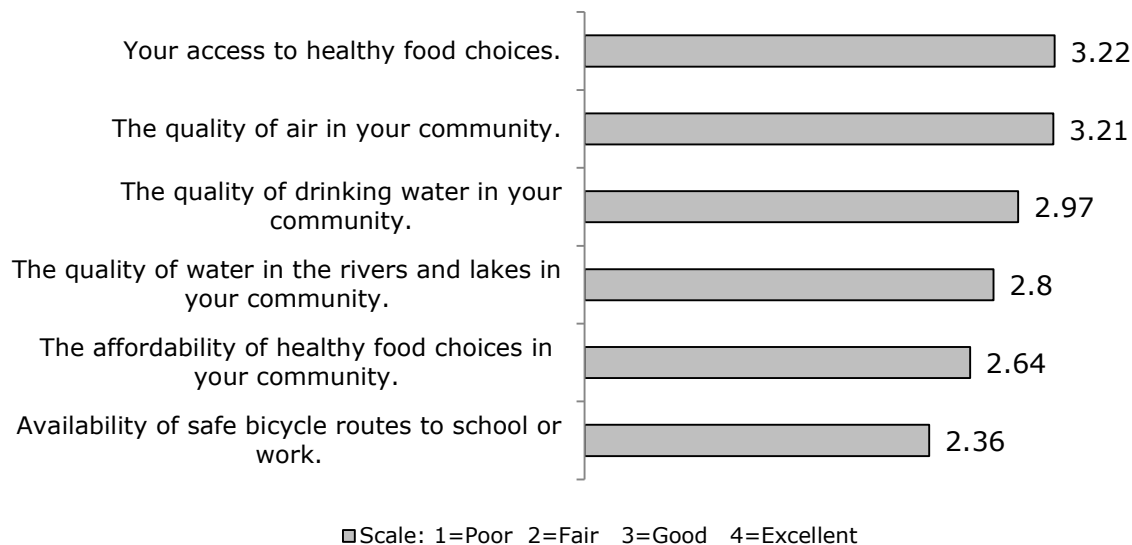 Your access to healthy food choices.
3.22
The quality of air in your community.
3.21
The quality of drinking water in your
community.
2.97
The quality of water in the rivers and lakes in
your community.
2.8
The affordability of healthy food choices in
your community.
2.64
Availability of safe bicycle routes to school or
work.
2.36
Scale: 1=Poor 2=Fair 3=Good 4=Excellent